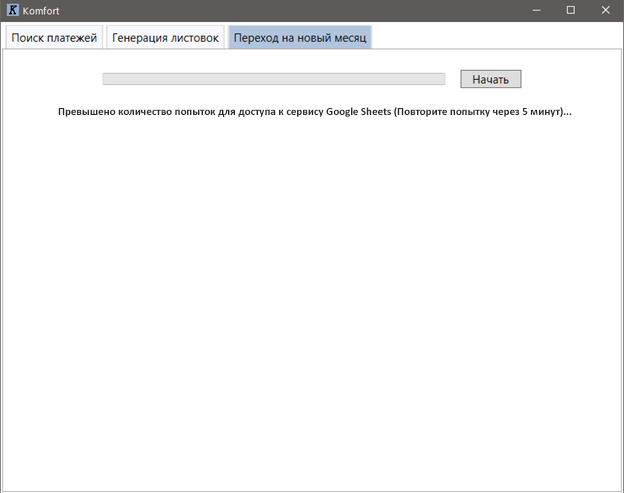 K Komfort
Поиск платежей Генерация листовок Переход на новый месяц
Начать
Превышено количество попыток для доступа к сервису Google Sheets (Повторите попытку через 5 минут)...